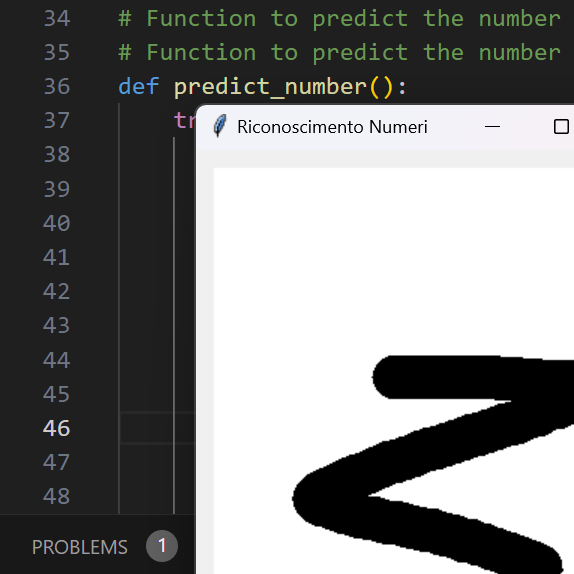 34 # Function to predict the number
35 # Function to predict the number
36 def predict_number():
37 tr
Riconoscimento Numeri
38
39
40
41
42
43
44
45
46
47
48
PROBLEMS 1